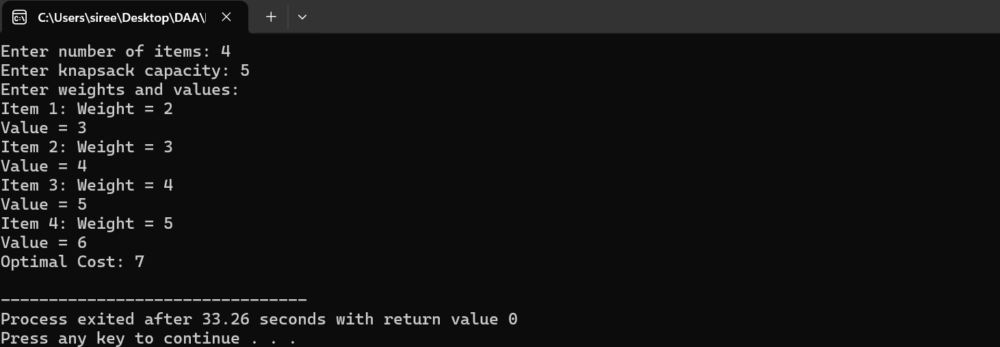 C:\Users\siree\Desktop\DAA\
Enter number of items: 4
Enter knapsack capacity: 5
Enter weights and values:
Item 1: Weight = 2
Value = 3
Item 2: Weight = 3
Value = 4
Item 3: Weight = 4
Value = 5
Item 4: Weight = 5
Value = 6
Optimal Cost: 7
--------------------------------
Process exited after 33.26 seconds with return value 0
Press any key to continue . . .